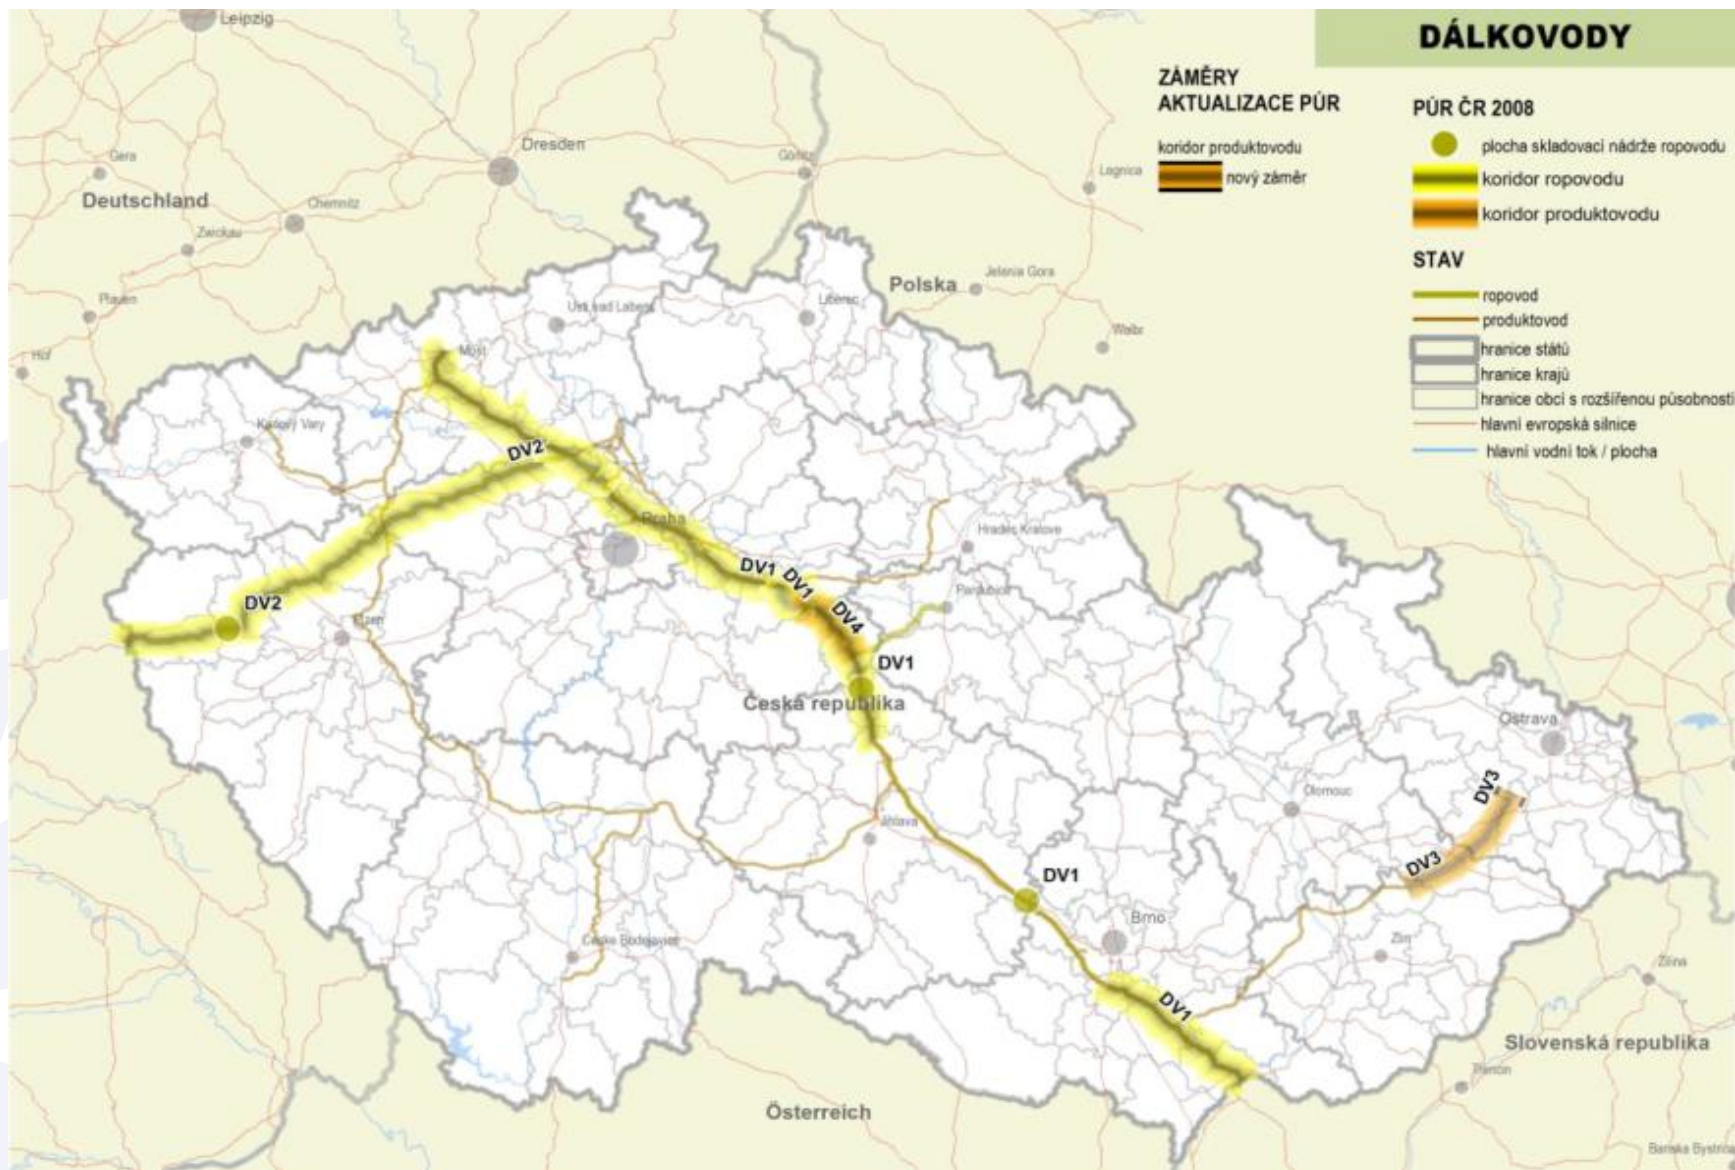 DÁLKOVODY
ZÁMĚRY
AKTUALIZACE PÚR
koridor produktovodu
nový záměr
PÚR ČR 2008
plocha skladovací nádrže ropovodu
koridor ropovodu
koridor produktovodu
STAV
ropovod
produktovod
hranice států
hranice krajů
hranice obcí s rozšířenou působností
hlavní evropská silnice
hlavní vodní tok / plocha
Leipzig
Dresden
Gera
Görlitz
Legnica
Deutschland
Chemnitz
Zwickau
Jelenia Gora
Polska
Plauen
Ústí nad Labem
Liberec
Hof
Most
Karlovy Vary
DV2
Praha
Hradec Kralove
DV1
DV1
DV2
DV4
Pardubice
Plzen
DV1
Česká republika
Ostrava
DV3
Olomouc
Jihlava
DV3
DV1
Brno
České Budějovice
Zlín
Zilina
DV1
Slovenská republika
Trencin
Österreich